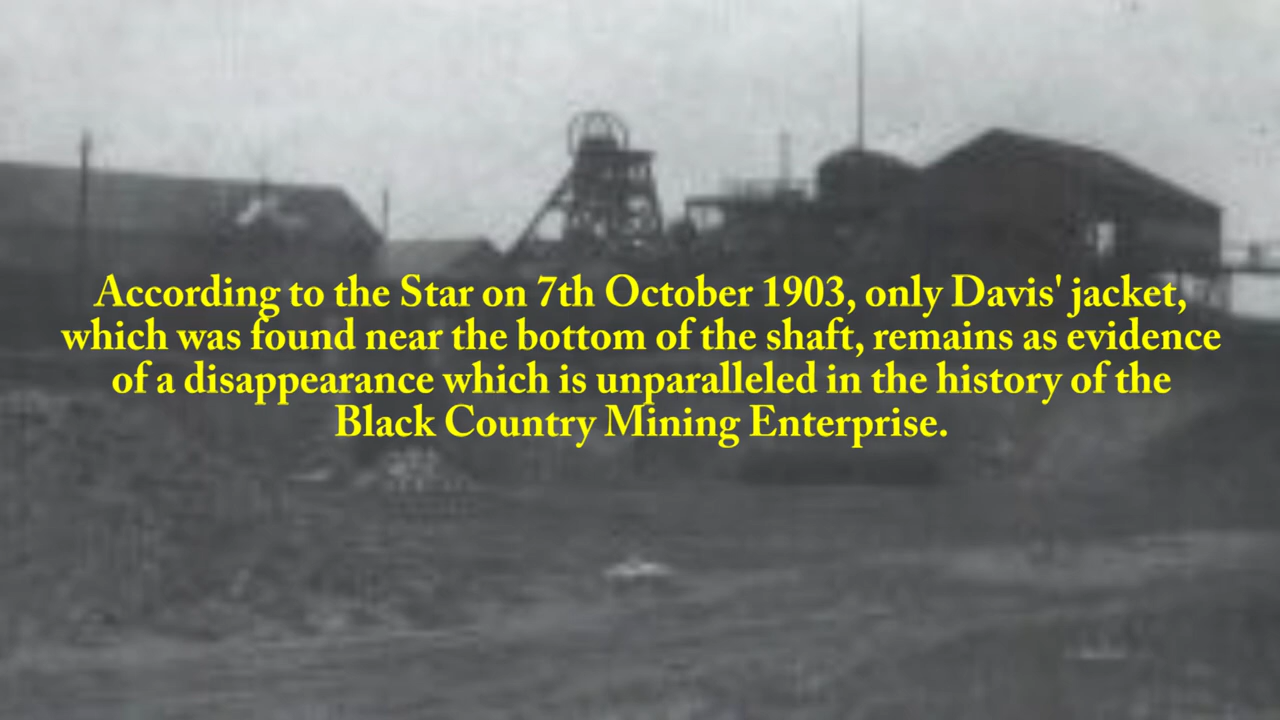 According to the Star on 7th October 1903, only Davis' jacket,
which was found near the bottom of the shaft, remains as evidence
of a disappearance which is unparalleled in the history of the
Black Country Mining Enterprise.